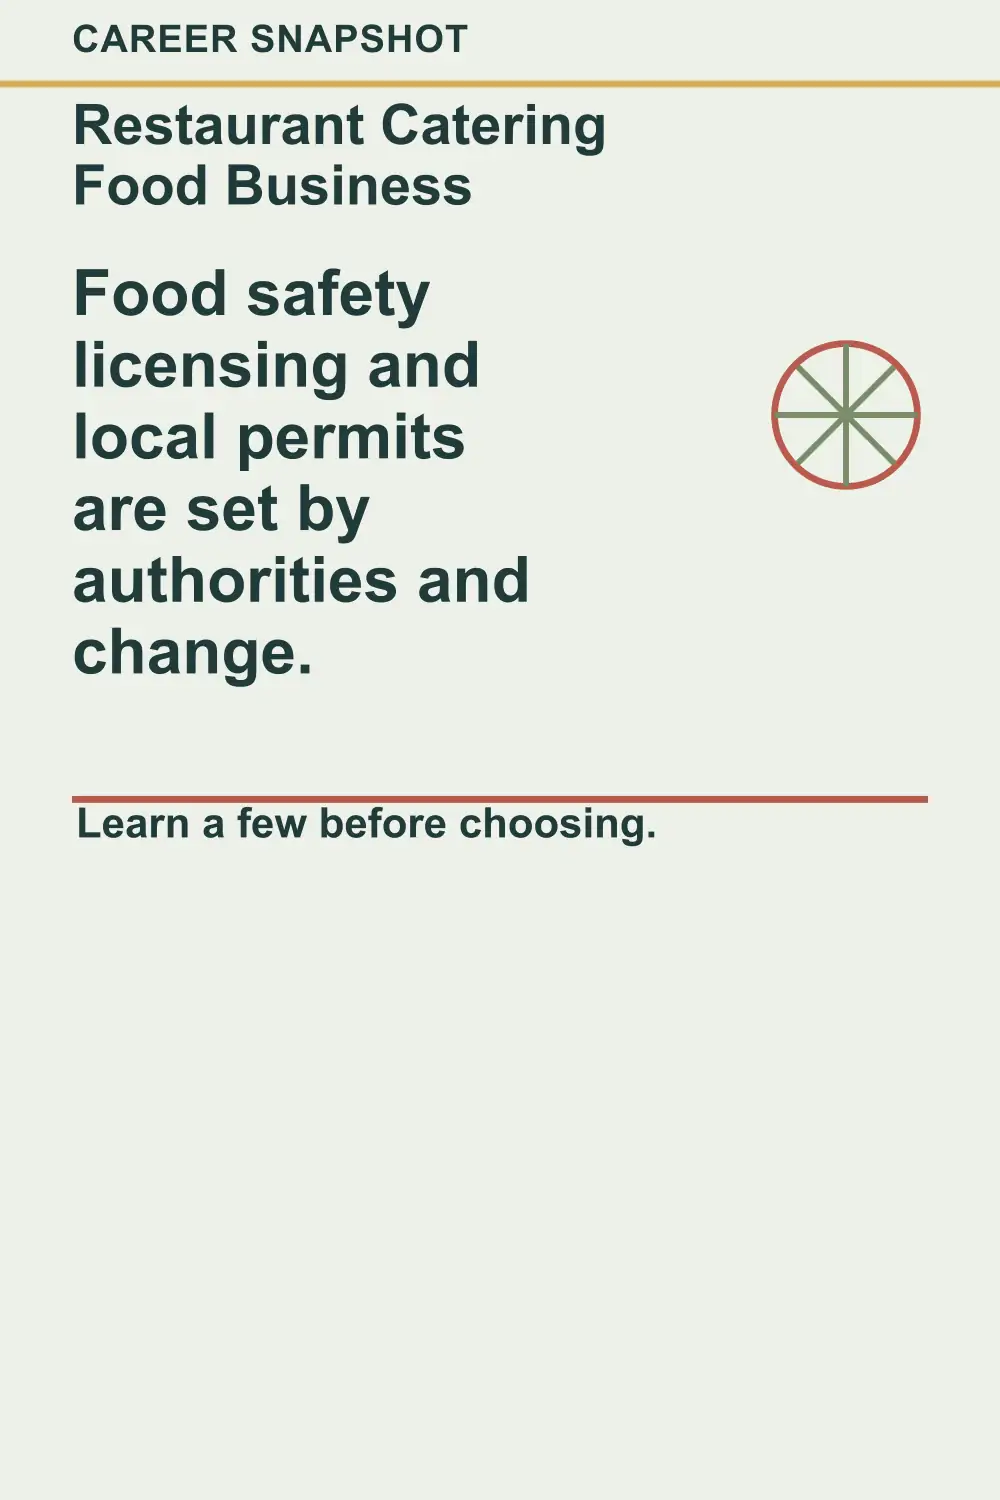 CAREER SNAPSHOT
Restaurant Catering
Food Business
Food safety
licensing and
local permits
are set by
authorities and
change.
Learn a few before choosing.